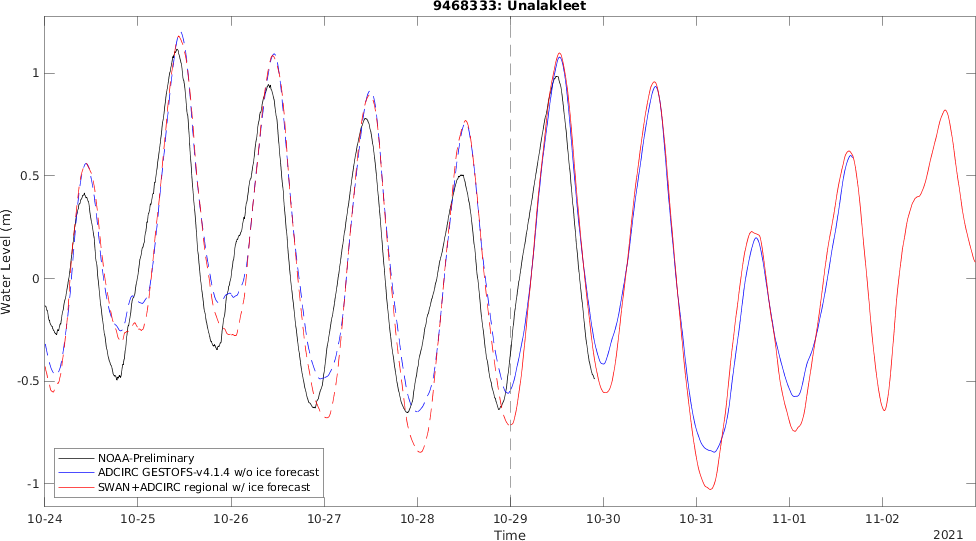 9468333: Unalakleet
Water Level (m)
1
0.5
0
-0.5
-1
NOAA-Preliminary
ADCIRC GESTOFS-v4.1.4 w/o ice forecast
SWAN+ADCIRC regional w/ ice forecast
10-24 10-25 10-26 10-27 10-28 10-29 10-30 10-31 11-01 11-02
Time
2021